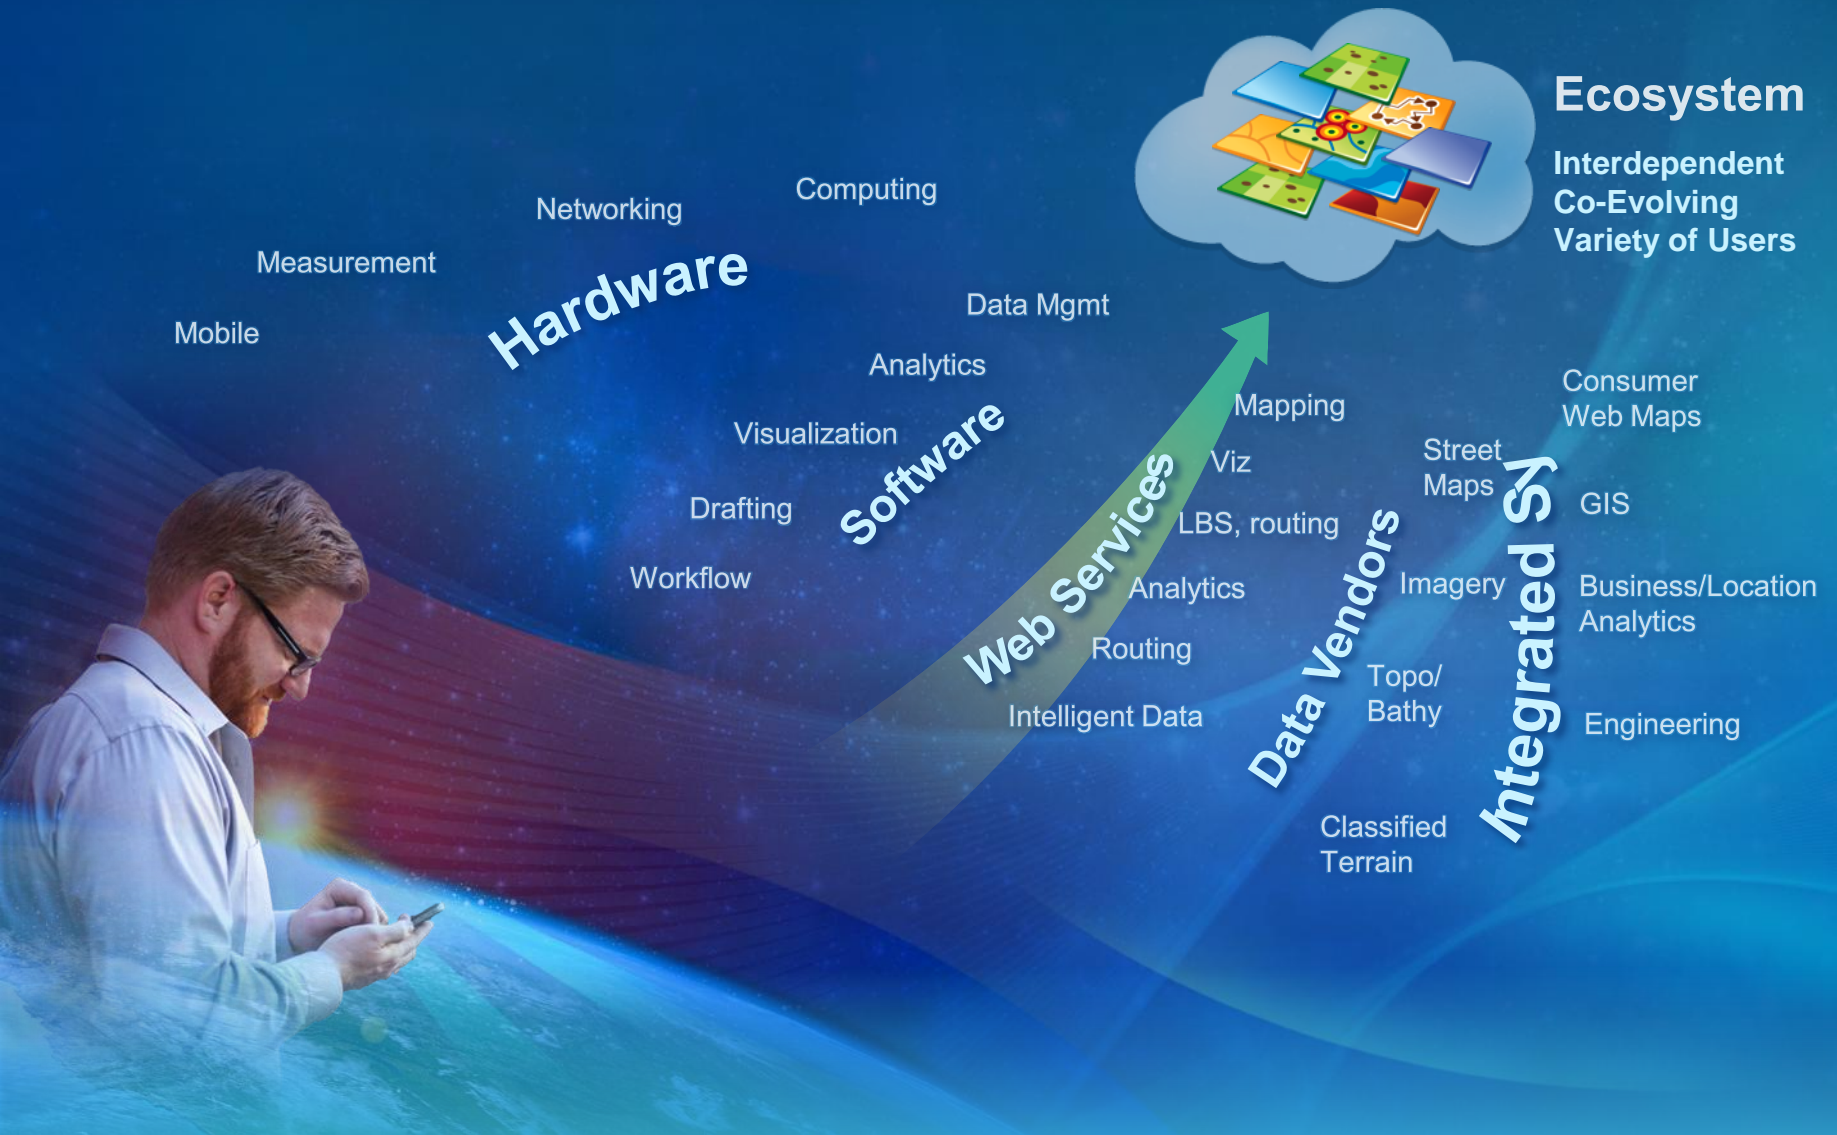 Ecosystem
Interdependent
Co-Evolving
Variety of Users
Computing
Networking
Measurement
Mobile
Hardware
Data Mgmt
Analytics
Visualization
Drafting
Workflow
Software
Mapping
Viz
LBS, routing
Analytics
Routing
Intelligent Data
Web Services
Street
Maps
Imagery
Topo/
Bathy
Classified
Terrain
Data Vendors
Consumer
Web Maps
GIS
Business/Location
Analytics
Engineering
Integrated Sy